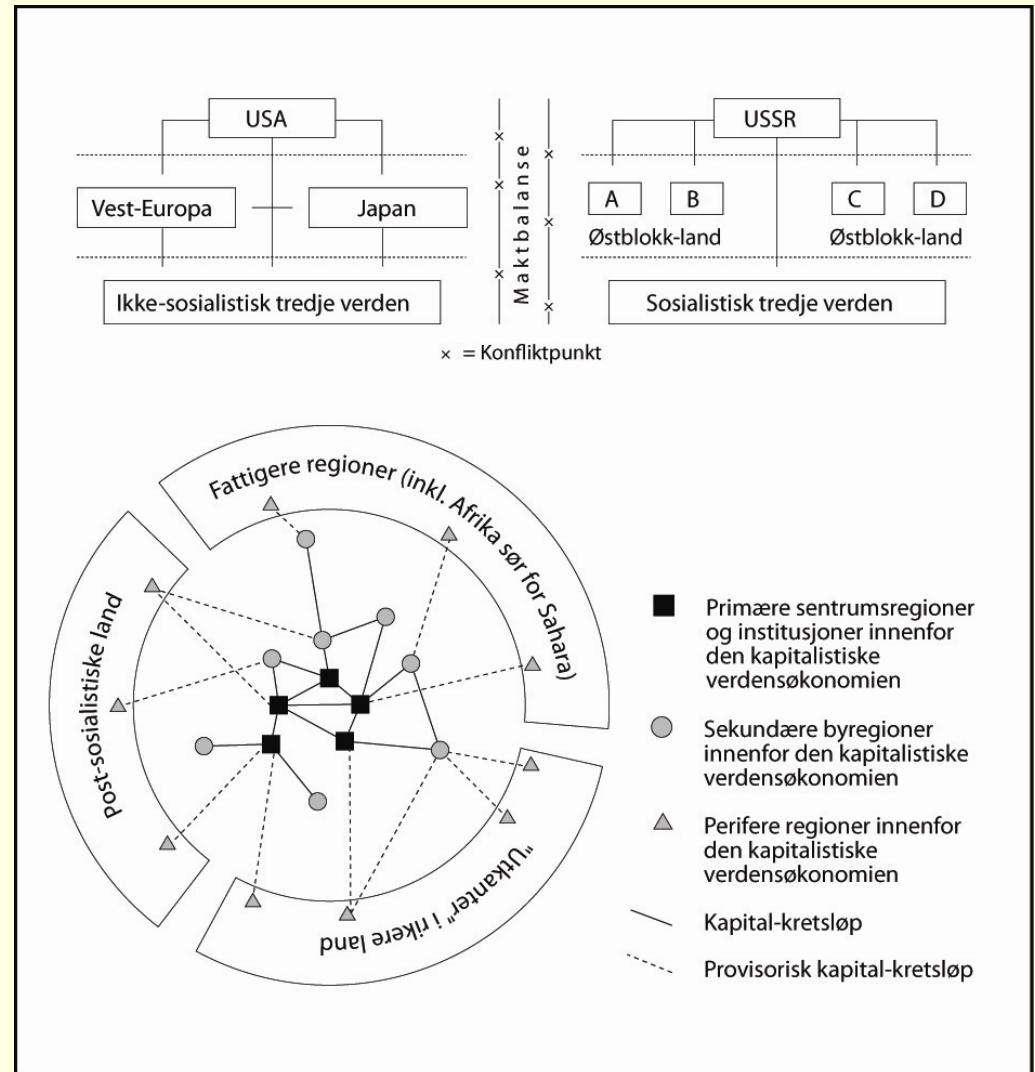 USA
USSR
Vest-Europa
Japan
Maktbalanse
A
B
C
D
Østblokk-land
Østblokk-land
Ikke-sosialistisk tredje verden
Sosialistisk tredje verden
× = Konfliktpunkt
Fattigere regioner (inkl. Afrika sør for Sahara)
Post-sosialistiske land
"Utkanter" i rikere land
Primære sentrumsregioner
og institusjoner innenfor
den kapitalistiske
verdensøkonomien
Sekundære byregioner
innenfor den kapitalistiske
verdensøkonomien
Perifere regioner innenfor
den kapitalistiske
verdensøkonomien
Kapital-kretsløp
Provisorisk kapital-kretsløp